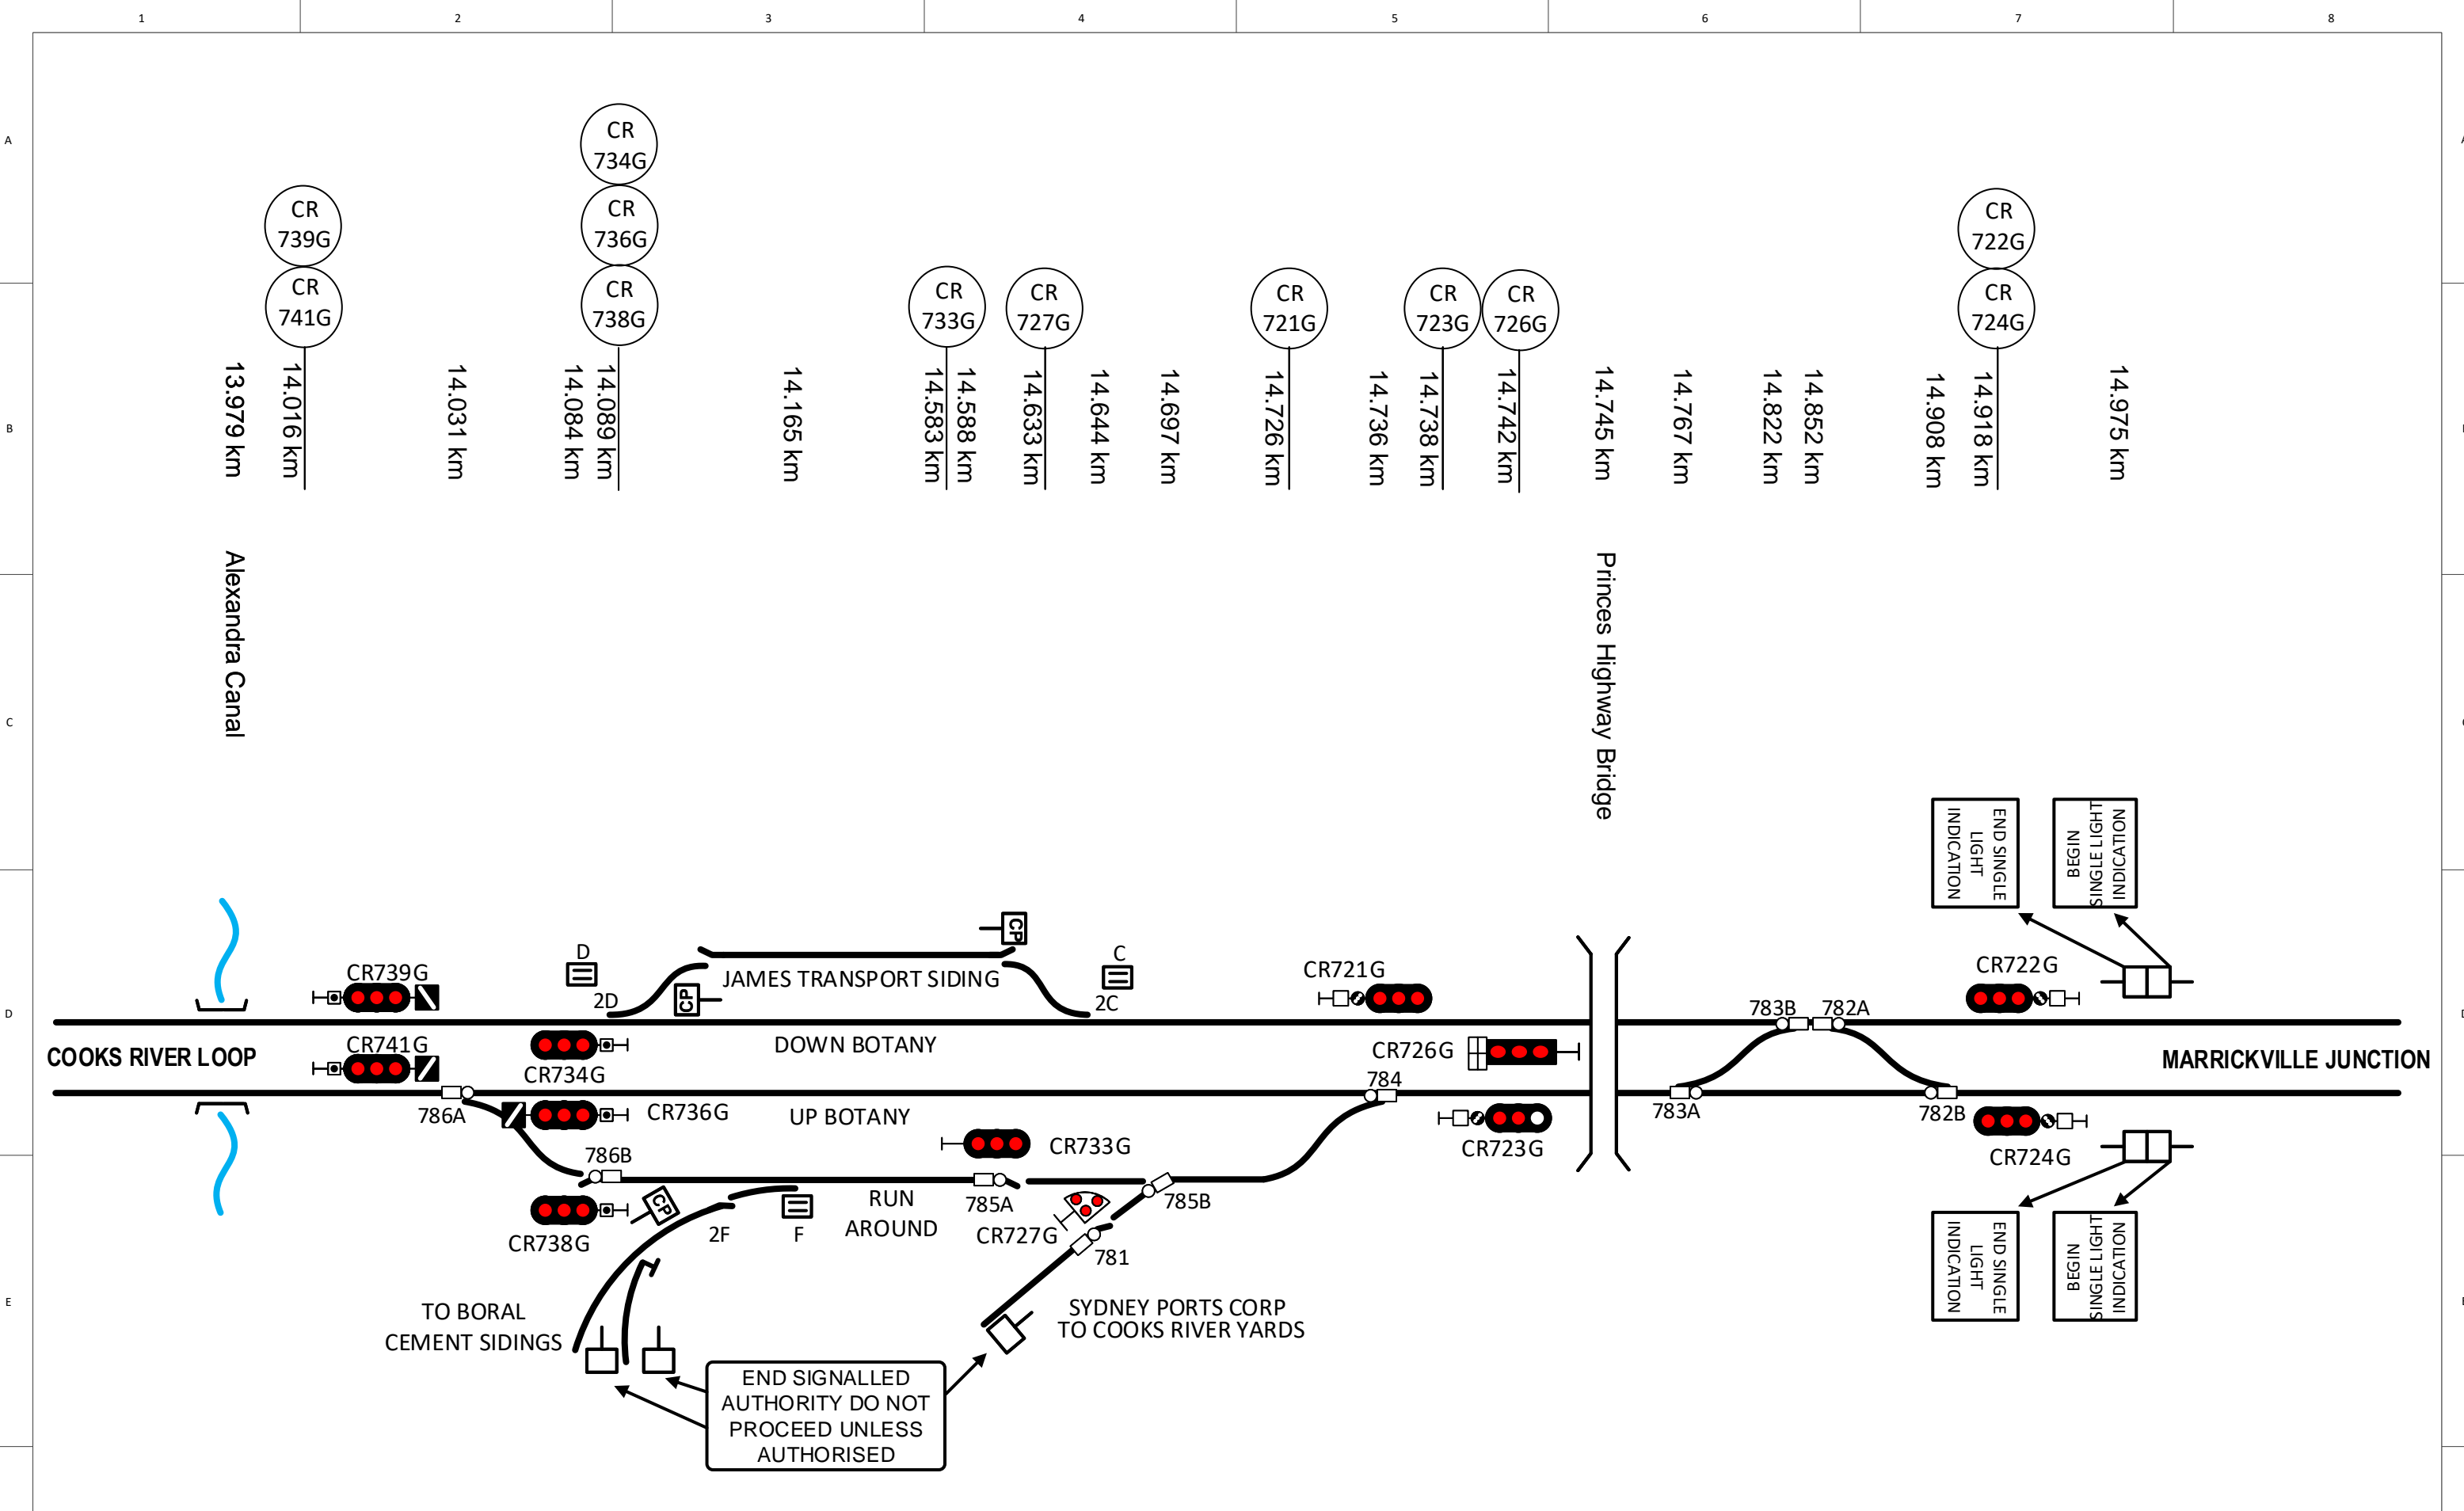 1 2 3 4 5 6 7 8
A
A
CR
734G
CR
739G
CR
736G
CR
722G
CR
741G
CR
738G
CR
733G
CR
727G
CR
721G
CR
723G
CR
726G
CR
724G
B
13.979 km
14.016 km
14.031 km
14.084 km
14.089 km
14.165 km
14.583 km
14.588 km
14.633 km
14.644 km
14.697 km
14.726 km
14.736 km
14.738 km
14.742 km
14.745 km
14.767 km
14.822 km
14.852 km
14.908 km
14.918 km
14.975 km
Alexandra Canal
Princes Highway Bridge
C
END SINGLE
LIGHT
INDICATION
BEGIN
SINGLE LIGHT
INDICATION
D
CP
D
C
CR739G
JAMES TRANSPORT SIDING
CR721G
CR722G
2D
CP
2C
783B
782A
COOKS RIVER LOOP
CR741G
DOWN BOTANY
CR726G
MARRICKVILLE JUNCTION
CR734G
784
786A
CR736G
UP BOTANY
783A
782B
CR733G
CR723G
CR724G
786B
785A
785B
CP
RUN
AROUND
CR738G
2F
F
CR727G
781
E
TO BORAL
CEMENT SIDINGS
SYDNEY PORTS CORP
TO COOKS RIVER YARDS
END SINGLE
LIGHT
INDICATION
BEGIN
SINGLE LIGHT
INDICATION
END SIGNALLED
AUTHORITY DO NOT
PROCEED UNLESS
AUTHORISED